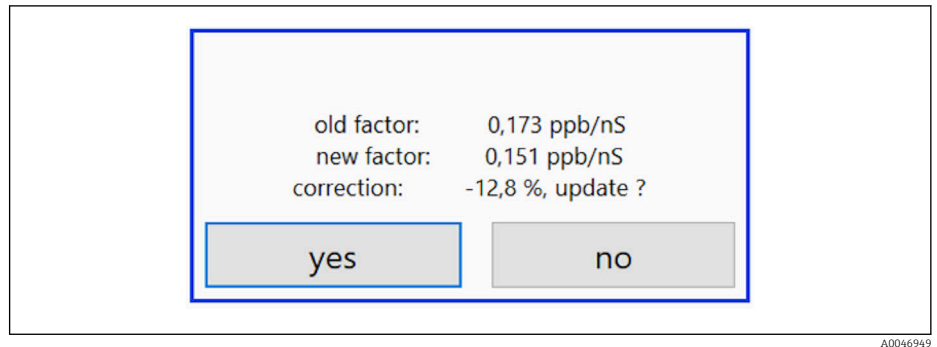 old factor: 0,173 ppb/nS
new factor: 0,151 ppb/nS
correction: -12,8 %, update ?
yes no
A0046949